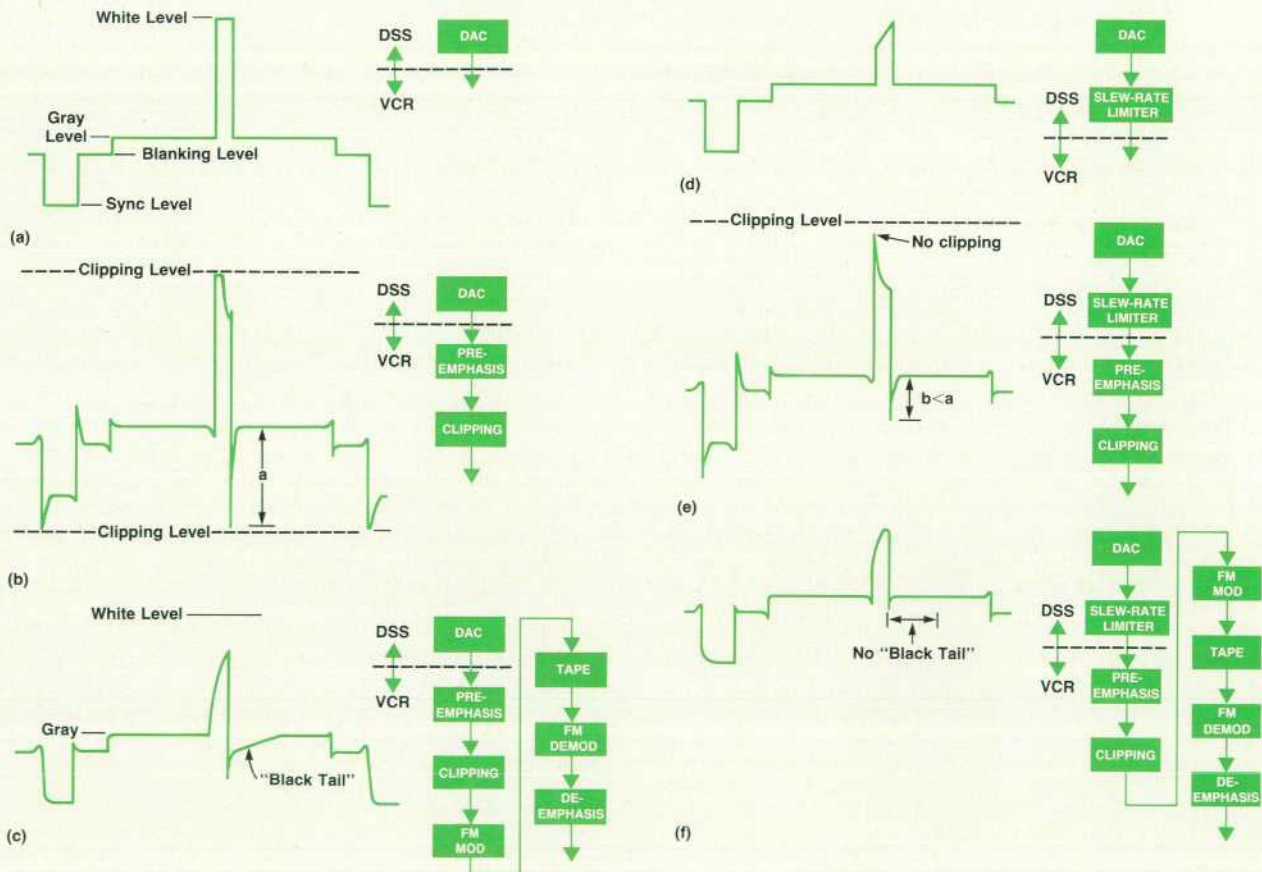 White Level
Gray
Level
Blanking Level
Sync Level
DSS
VCR
DAC
(a)
Clipping Level
a
Clipping Level
DSS
VCR
DAC
PRE-
EMPHASIS
CLIPPING
(b)
White Level
Gray
"Black Tail"
DSS
VCR
DAC
PRE-
EMPHASIS
CLIPPING
FM
MOD
TAPE
FM
DEMOD
DE-
EMPHASIS
(c)
DSS
VCR
DAC
SLEW-RATE
LIMITER
(d)
Clipping Level
No clipping
b<a
DSS
VCR
DAC
SLEW-RATE
LIMITER
PRE-
EMPHASIS
CLIPPING
(e)
No "Black Tail"
DSS
VCR
DAC
SLEW-RATE
LIMITER
PRE-
EMPHASIS
CLIPPING
FM
MOD
TAPE
FM
DEMOD
DE-
EMPHASIS
(f)